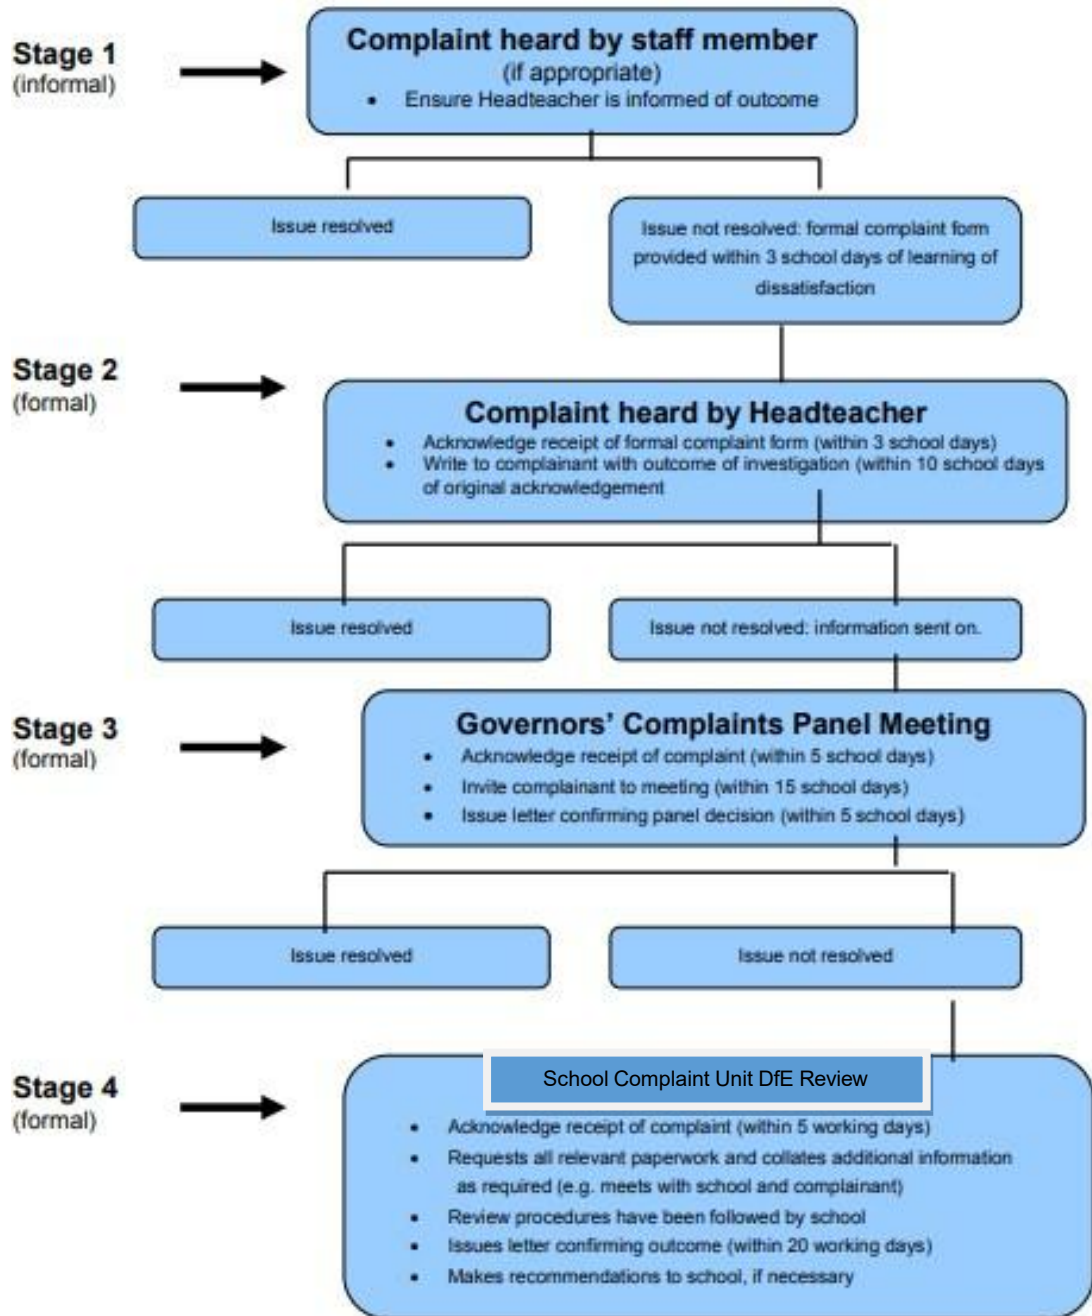 Stage 1
(informal)
Complaint heard by staff member
(if appropriate)
• Ensure Headteacher is informed of outcome
Issue resolved
Issue not resolved: formal complaint form
provided within 3 school days of learning of
dissatisfaction
Stage 2
(formal)
Complaint heard by Headteacher
• Acknowledge receipt of formal complaint form (within 3 school days)
• Write to complainant with outcome of investigation (within 10 school days
of original acknowledgement
Issue resolved
Issue not resolved: information sent on.
Stage 3
(formal)
Governors' Complaints Panel Meeting
• Acknowledge receipt of complaint (within 5 school days)
• Invite complainant to meeting (within 15 school days)
• Issue letter confirming panel decision (within 5 school days)
Issue resolved
Issue not resolved
Stage 4
(formal)
School Complaint Unit DfE Review
• Acknowledge receipt of complaint (within 5 working days)
• Requests all relevant paperwork and collates additional information
as required (e.g. meets with school and complainant)
• Review procedures have been followed by school
• Issues letter confirming outcome (within 20 working days)
• Makes recommendations to school, if necessary